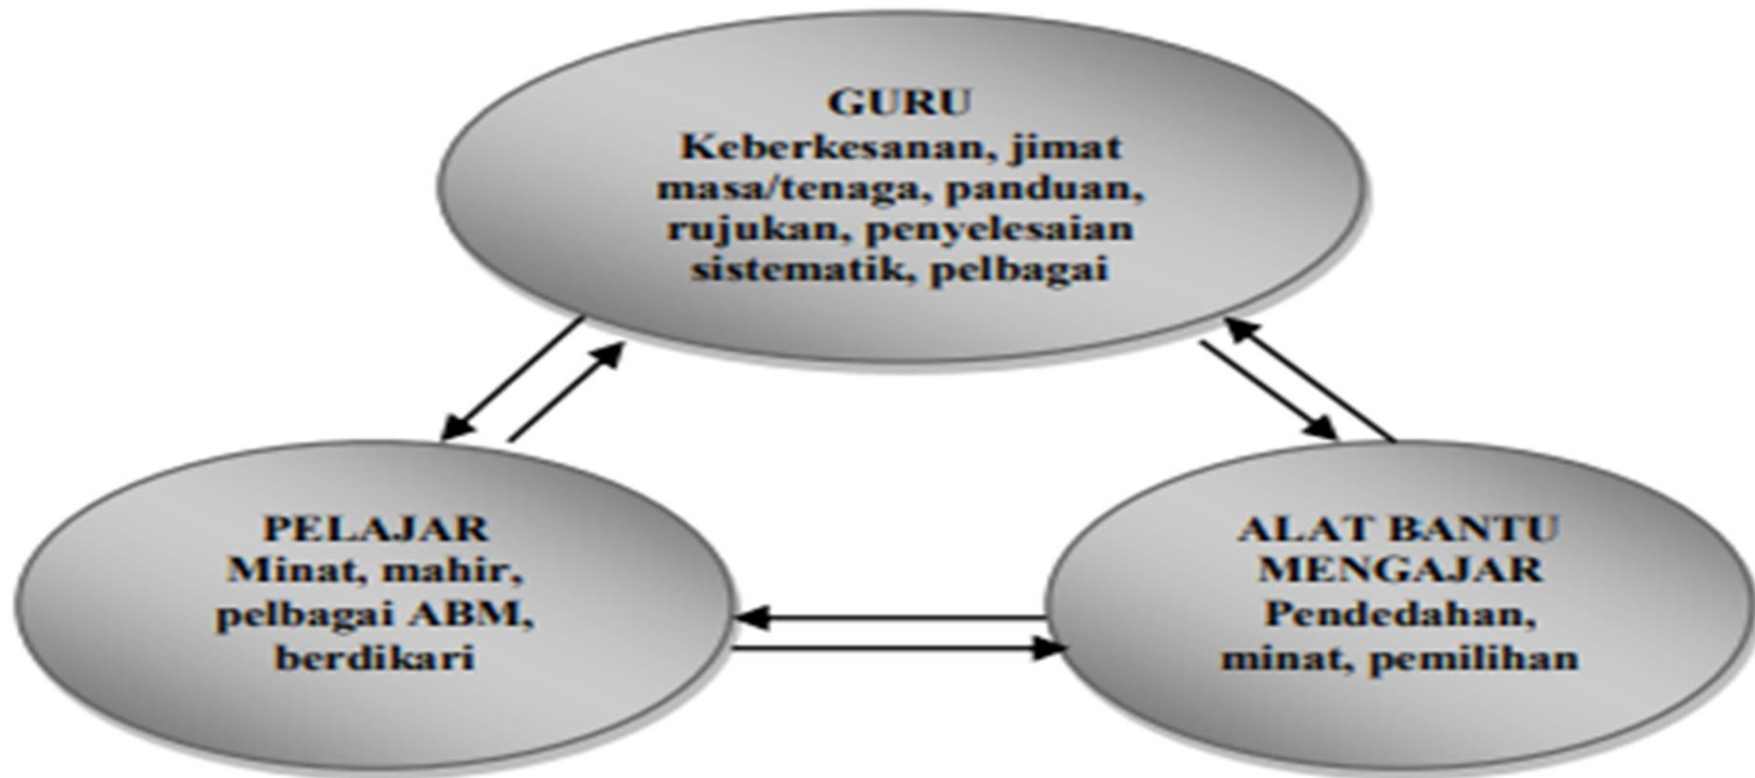 GURU
Keberkesanan, jimat
masa/tenaga, panduan,
rujukan, penyelesaian
sistematik, pelbagai
PELAJAR
Minat, mahir,
pelbagai ABM,
berdikari
ALAT BANTU
MENGAJAR
Pendedahan,
minat, pemilihan